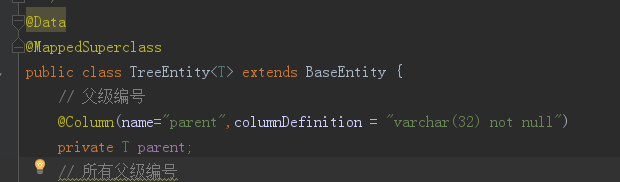 @Data
@MappedSuperclass
public class TreeEntity<T> extends BaseEntity {
// 父级编号
@Column(name="parent",columnDefinition = "varchar(32) not null")
private T parent;
// 所有父级编号